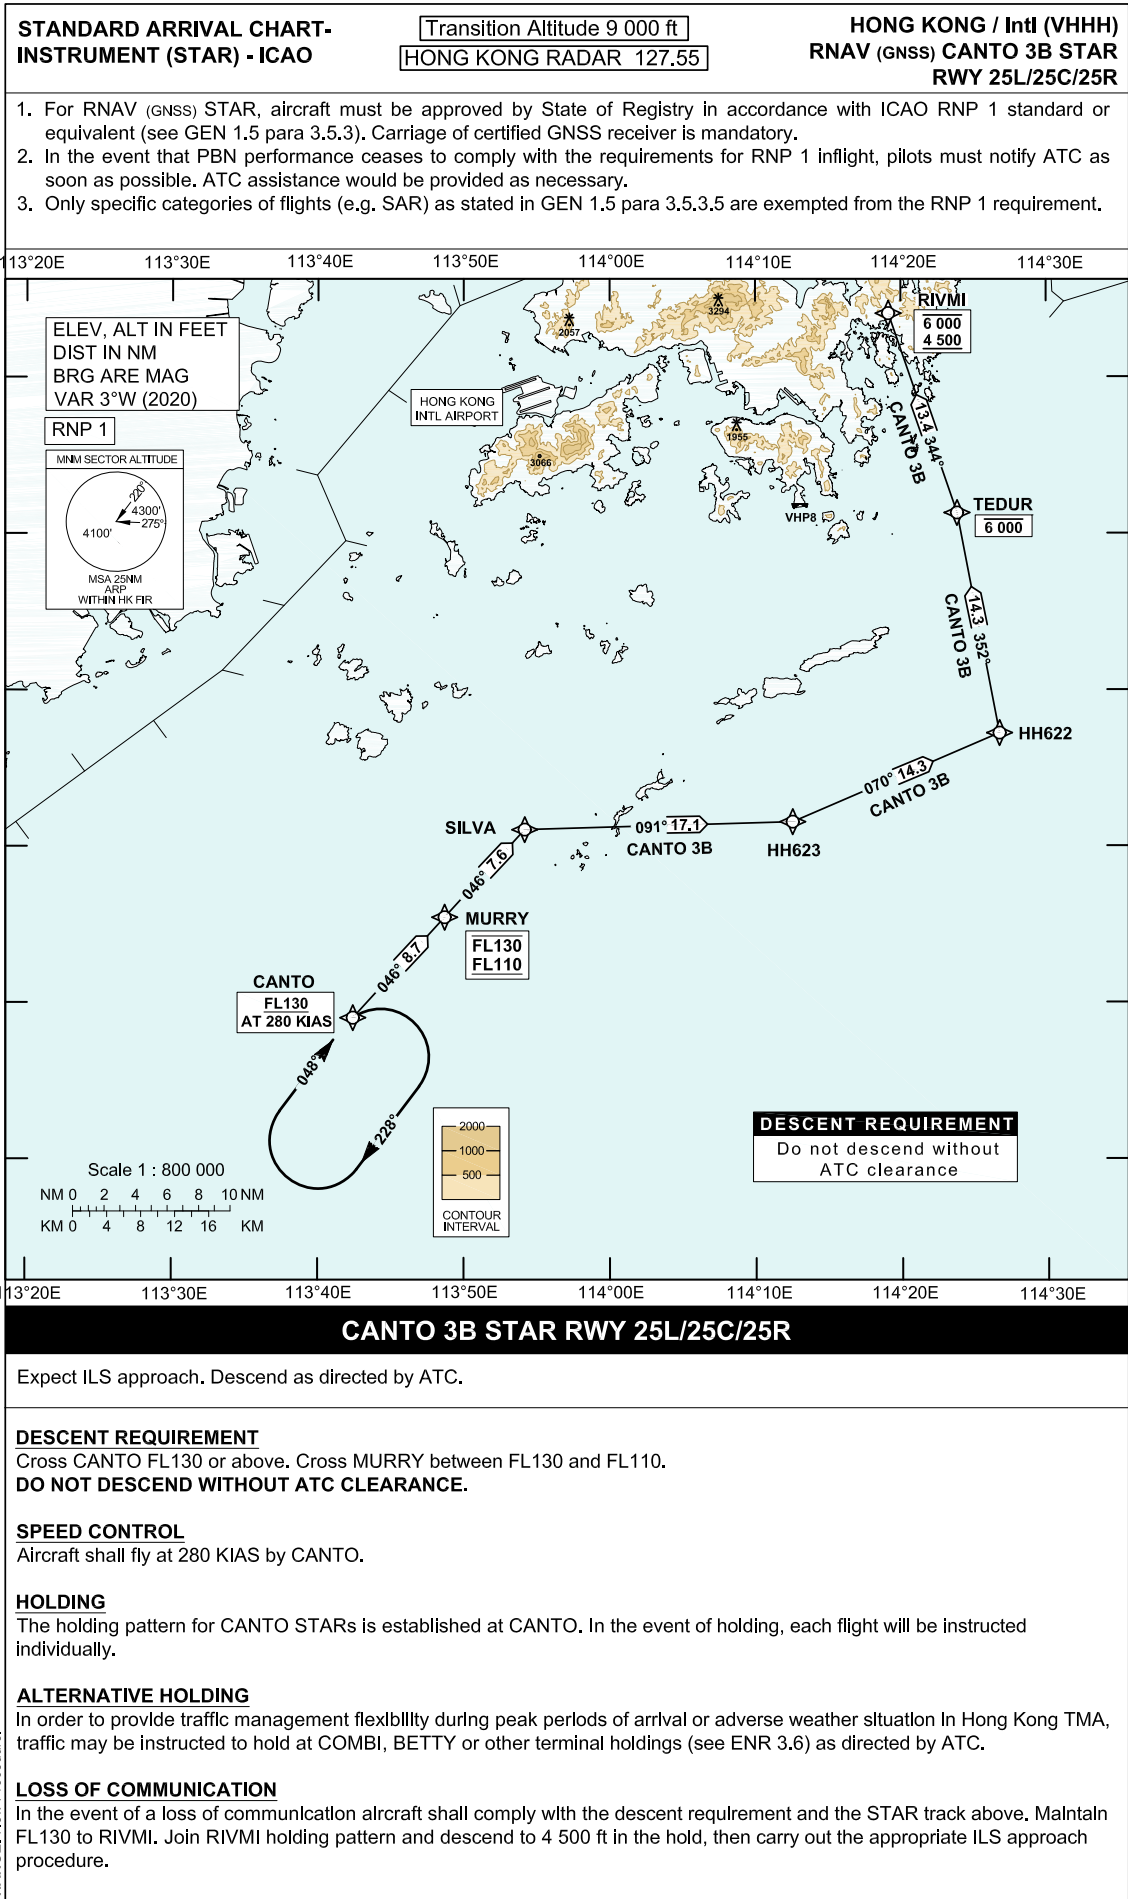 STANDARD ARRIVAL CHART-
INSTRUMENT (STAR) - ICAO
Transition Altitude 9 000 ft
HONG KONG RADAR 127.55
HONG KONG / Intl (VHHH)
RNAV (GNSS) CANTO 3B STAR
RWY 25L/25C/25R
1. For RNAV (GNSS) STAR, aircraft must be approved by State of Registry in accordance with ICAO RNP 1 standard or
equivalent (see GEN 1.5 para 3.5.3). Carriage of certified GNSS receiver is mandatory.
2. In the event that PBN performance ceases to comply with the requirements for RNP 1 inflight, pilots must notify ATC as
soon as possible. ATC assistance would be provided as necessary.
3. Only specific categories of flights (e.g. SAR) as stated in GEN 1.5 para 3.5.3.5 are exempted from the RNP 1 requirement.
113°20E 113°30E 113°40E 113°50E 114°00E 114°10E 114°20E 114°30E
ELEV, ALT IN FEET
DIST IN NM
BRG ARE MAG
VAR 3°W (2020)
RNP 1
MNM SECTOR ALTITUDE
220°
4300'
275°
4100'
MSA 25NM
ARP
WITHIN HK FIR
2057
3294
RIVMI
6 000
4 500
HONG KONG
INTL AIRPORT
3066
1955
VHP8
13.4 344°
CANTO 3B
TEDUR
6 000
14.3 352°
CANTO 3B
HH622
070° 14.3
CANTO 3B
HH623
091° 17.1
CANTO 3B
SILVA
046° 7.6
MURRY
FL130
FL110
046° 8.7
CANTO
FL130
AT 280 KIAS
048°
228°
2000
1000
500
CONTOUR
INTERVAL
DESCENT REQUIREMENT
Do not descend without
ATC clearance
Scale 1 : 800 000
NM 0 2 4 6 8 10 NM
KM 0 4 8 12 16 KM
113°20E 113°30E 113°40E 113°50E 114°00E 114°10E 114°20E 114°30E
CANTO 3B STAR RWY 25L/25C/25R
Expect ILS approach. Descend as directed by ATC.
DESCENT REQUIREMENT
Cross CANTO FL130 or above. Cross MURRY between FL130 and FL110.
DO NOT DESCEND WITHOUT ATC CLEARANCE.
SPEED CONTROL
Aircraft shall fly at 280 KIAS by CANTO.
HOLDING
The holding pattern for CANTO STARs is established at CANTO. In the event of holding, each flight will be instructed
individually.
ALTERNATIVE HOLDING
In order to provide traffic management flexibility during peak periods of arrival or adverse weather situation in Hong Kong TMA,
traffic may be instructed to hold at COMBI, BETTY or other terminal holdings (see ENR 3.6) as directed by ATC.
LOSS OF COMMUNICATION
In the event of a loss of communication aircraft shall comply with the descent requirement and the STAR track above. Maintain
FL130 to RIVMI. Join RIVMI holding pattern and descend to 4 500 ft in the hold, then carry out the appropriate ILS approach
procedure.